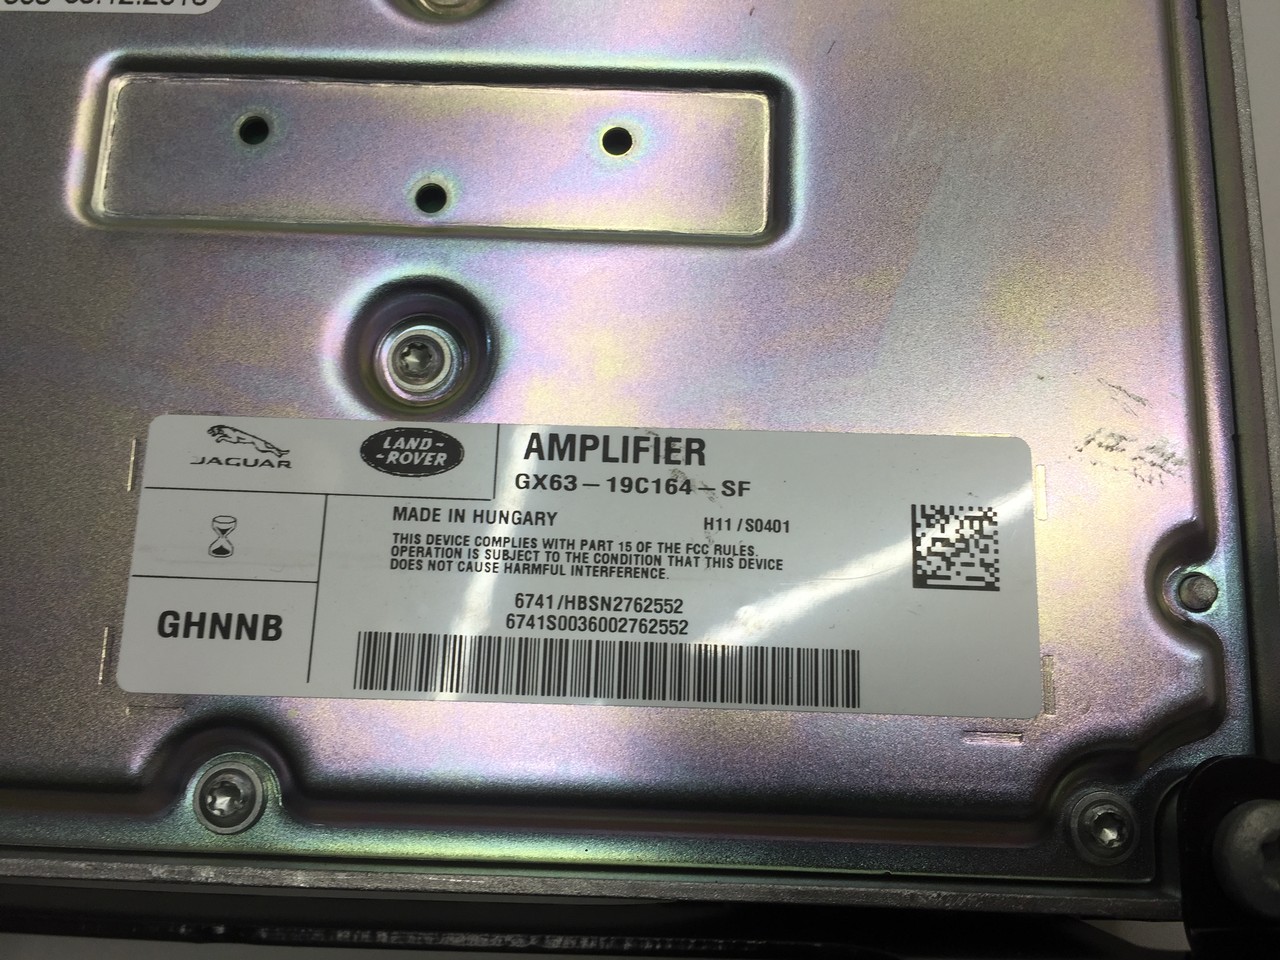 JAGUAR
LAND-
-ROVER
AMPLIFIER
GX63-19C164-SF
MADE IN HUNGARY
H11/S0401
THIS DEVICE COMPLIES WITH PART 15 OF THE FCC RULES.
OPERATION IS SUBJECT TO THE CONDITION THAT THIS DEVICE
DOES NOT CAUSE HARMFUL INTERFERENCE.
GHNNB
6741/HBSN2762552
6741S0036002762552